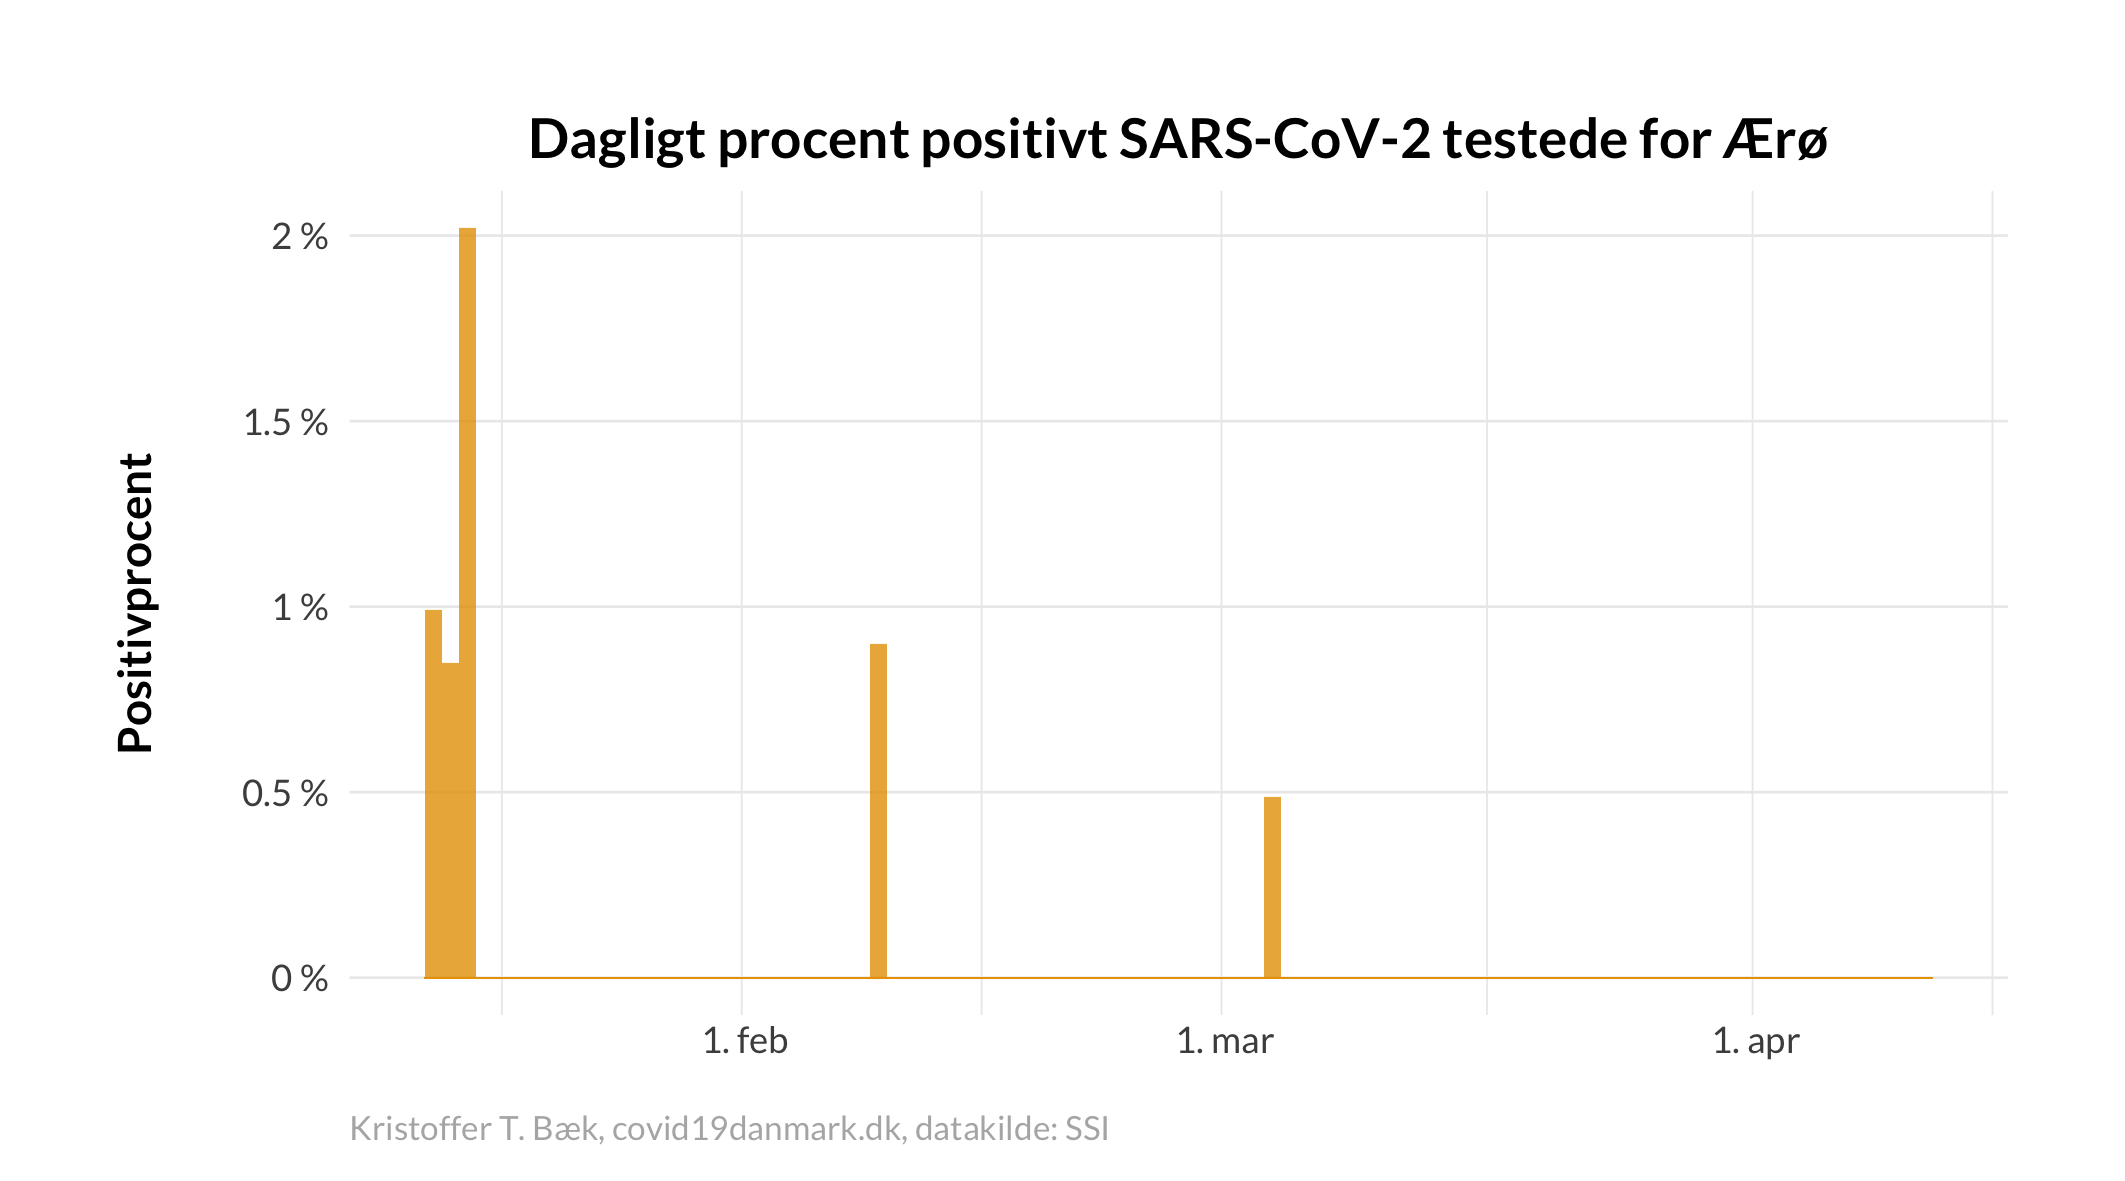 Dagligt procent positivt SARS-CoV-2 testede for Ærø
Positivprocent
2 %
1.5 %
1 %
0.5 %
0 %
1. feb
1. mar
1. apr
Kristoffer T. Bæk, covid19danmark.dk, datakilde: SSI